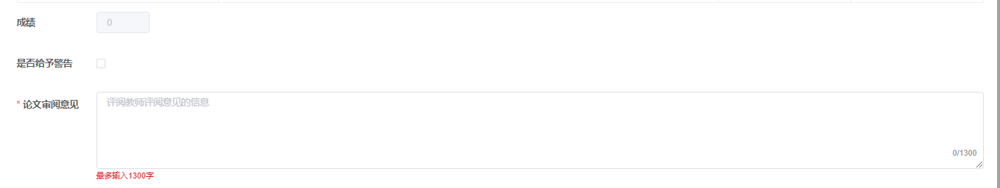 成绩 0
是否给予警告
* 论文审阅意见 评阅教师评阅意见的信息
0/1300
最多输入1300字